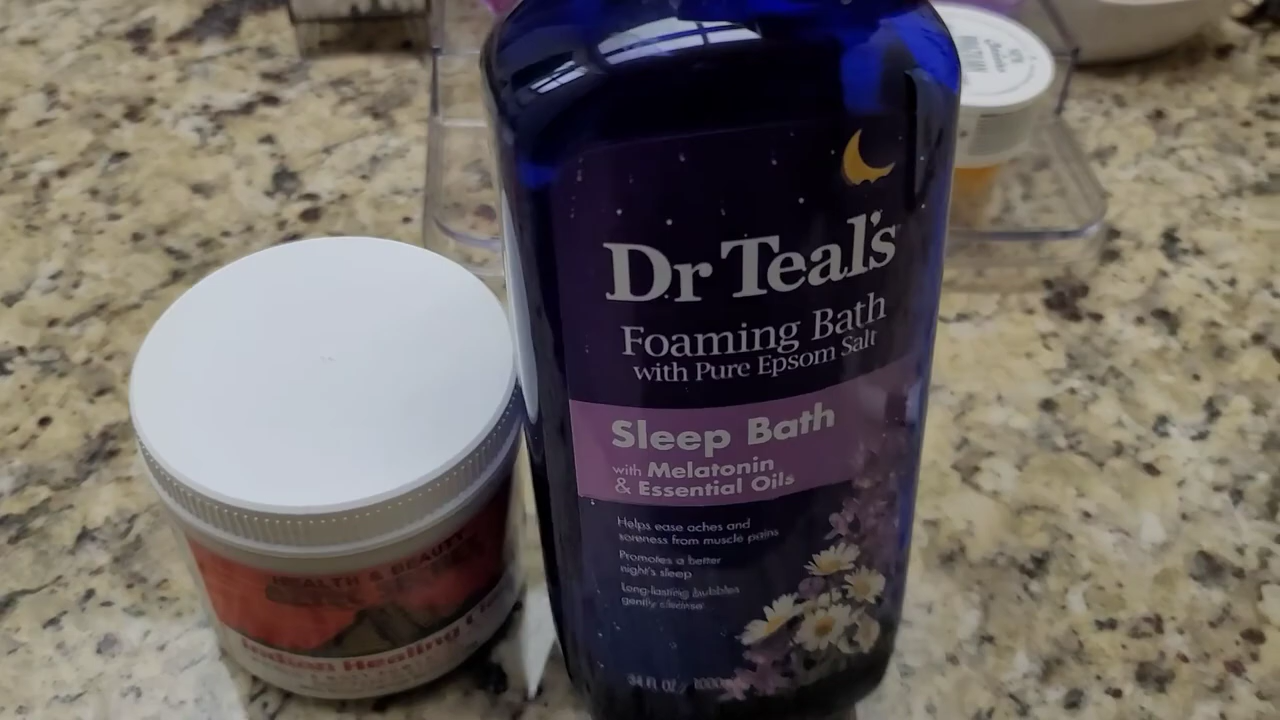 Dr Teal's
Foaming Bath
with Pure Epsom Salt
Sleep Bath
with Melatonin
& Essential Oils
Helps ease aches and
soreness from muscle pains
Promotes a better
night's sleep
Long-lasting bubbles
gently cleanse
34 FL OZ / 1000
HEALTH & BEAUTY
Indian Healing